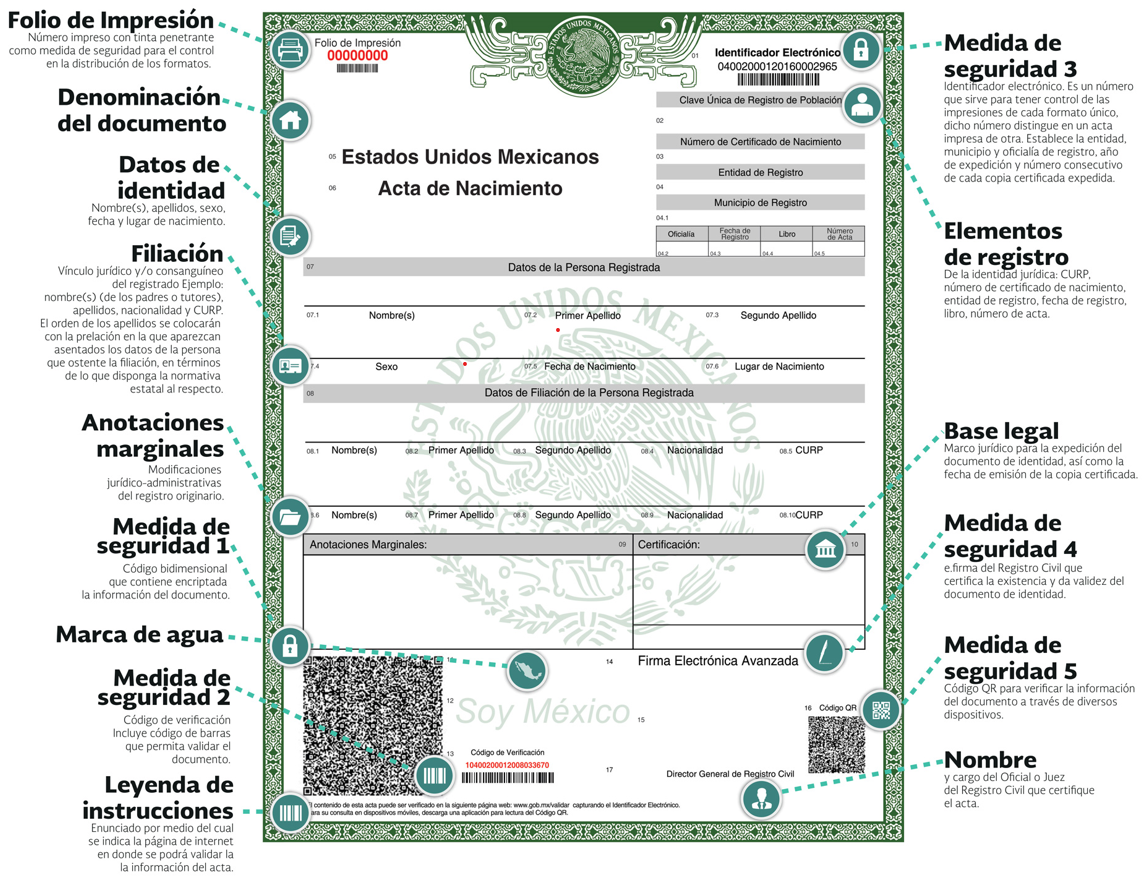 Folio de Impresión
Número impreso con tinta penetrante
como medida de seguridad para el control
en la distribución de los formatos.
Denominación
del documento
Datos de
identidad
Nombre(s), apellidos, sexo,
fecha y lugar de nacimiento.
Filiación
Vínculo jurídico y/o consanguíneo
del registrado Ejemplo:
nombre(s) (de los padres o tutores),
apellidos, nacionalidad y CURP.
El orden de los apellidos se colocarán
con la prelación en la que aparezcan
asentados los datos de la persona
que ostente la filiación, en términos
de lo que disponga la normativa
estatal al respecto.
Anotaciones
marginales
Modificaciones
jurídico-administrativas
del registro originario.
Medida de
seguridad 1
Código bidimensional
que contiene encriptada
la información del documento.
Marca de agua
Medida de
seguridad 2
Código de verificación
Incluye código de barras
que permita validar el
documento.
Leyenda de
instrucciones
Enunciado por medio del cual
se indica la página de internet
en donde se podrá validar la
la información del acta.
Folio de Impresión
00000000
ESTADOS UNIDOS MEXICANOS
01
Identificador Electrónico
04002000120160002965
Clave Única de Registro de Población
02
Número de Certificado de Nacimiento
03
Entidad de Registro
04
Municipio de Registro
04.1
Oficialía Fecha de Registro Libro Número de Acta
04.2 04.3 04.4 04.5
05 Estados Unidos Mexicanos
06 Acta de Nacimiento
07 Datos de la Persona Registrada
07.1 Nombre(s) 07.2 Primer Apellido 07.3 Segundo Apellido
7.4 Sexo 07.5 Fecha de Nacimiento 07.6 Lugar de Nacimiento
08 Datos de Filiación de la Persona Registrada
ESTADOS UNIDOS MEXICANOS
08.1 Nombre(s) 08.2 Primer Apellido 08.3 Segundo Apellido 08.4 Nacionalidad 08.5 CURP
8.6 Nombre(s) 08.7 Primer Apellido 08.8 Segundo Apellido 08.9 Nacionalidad 08.10 CURP
Anotaciones Marginales: 09 Certificación: 10
14 Firma Electrónica Avanzada
12
Soy México
15
16 Código QR
13 Código de Verificación
10400200012008033670
17
Director General de Registro Civil
l contenido de esta acta puede ser verificado en la siguiente página web: www.gob.mx/validar capturando el Identificador Electrónico.
ara su consulta en dispositivos móviles, descarga una aplicación para lectura del Código QR.
Medida de
seguridad 3
Identificador electrónico. Es un número
que sirve para tener control de las
impresiones de cada formato único,
dicho número distingue en un acta
impresa de otra. Establece la entidad,
municipio y oficialía de registro, año
de expedición y número consecutivo
de cada copia certificada expedida.
Elementos
de registro
De la identidad jurídica: CURP,
número de certificado de nacimiento,
entidad de registro, fecha de registro,
libro, número de acta.
Base legal
Marco jurídico para la expedición del
documento de identidad, así como la
fecha de emisión de la copia certificada.
Medida de
seguridad 4
e.firma del Registro Civil que
certifica la existencia y da validez del
documento de identidad.
Medida de
seguridad 5
Código QR para verificar la información
del documento a través de diversos
dispositivos.
Nombre
y cargo del Oficial o Juez
del Registro Civil que certifique
el acta.